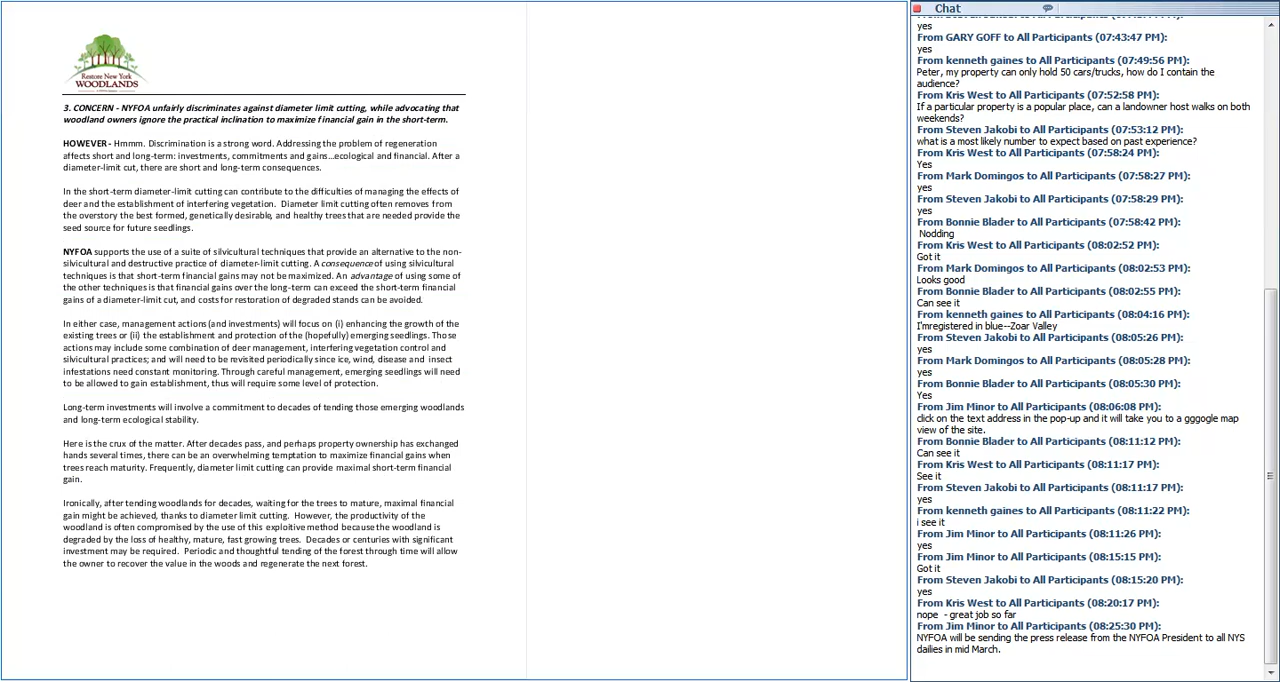 Restore New York
WOODLANDS
3. CONCERN - NYFOA unfairly discriminates against diameter limit cutting, while advocating that
woodland owners ignore the practical inclination to maximize financial gain in the short-term.
HOWEVER - Hmmm. Discrimination is a strong word. Addressing the problem of regeneration
affects short and long-term: investments, commitments and gains...ecological and financial. After a
diameter-limit cut, there are short and long-term consequences.
In the short-term diameter-limit cutting can contribute to the difficulties of managing the effects of
deer and the establishment of interfering vegetation. Diameter limit cutting often removes from
the overstory the best formed, genetically desirable, and healthy trees that are needed provide the
seed source for future seedlings.
NYFOA supports the use of a suite of silvicultural techniques that provide an alternative to the non-
silvicultural and destructive practice of diameter-limit cutting. A consequence of using silvicultural
techniques is that short-term financial gains may not be maximized. An advantage of using some of
the other techniques is that financial gains over the long-term can exceed the short-term financial
gains of a diameter-limit cut, and costs for restoration of degraded stands can be avoided.
In either case, management actions (and investments) will focus on (i) enhancing the growth of the
existing trees or (ii) the establishment and protection of the (hopefully) emerging seedlings. Those
actions may include some combination of deer management, interfering vegetation control and
silvicultural practices; and will need to be revisited periodically since ice, wind, disease and insect
infestations need constant monitoring. Through careful management, emerging seedlings will need
to be allowed to gain establishment, thus will require some level of protection.
Long-term investments will involve a commitment to decades of tending those emerging woodlands
and long-term ecological stability.
Here is the crux of the matter. After decades pass, and perhaps property ownership has exchanged
hands several times, there can be an overwhelming temptation to maximize financial gains when
trees reach maturity. Frequently, diameter limit cutting can provide maximal short-term financial
gain.
Ironically, after tending woodlands for decades, waiting for the trees to mature, maximal financial
gain might be achieved, thanks to diameter limit cutting. However, the productivity of the
woodland is often compromised by the use of this exploitive method because the woodland is
degraded by the loss of healthy, mature, fast growing trees. Decades or centuries with significant
investment may be required. Periodic and thoughtful tending of the forest through time will allow
the owner to recover the value in the woods and regenerate the next forest.
Chat
yes
From GARY GOFF to All Participants (07:43:47 PM):
yes
From kenneth gaines to All Participants (07:49:56 PM):
Peter, my property can only hold 50 cars/trucks, how do I contain the
audience?
From Kris West to All Participants (07:52:58 PM):
If a particular property is a popular place, can a landowner host walks on both
weekends?
From Steven Jakobi to All Participants (07:53:12 PM):
what is a most likely number to expect based on past experience?
From Kris West to All Participants (07:58:24 PM):
Yes
From Mark Domingos to All Participants (07:58:27 PM):
yes
From Steven Jakobi to All Participants (07:58:29 PM):
yes
From Bonnie Blader to All Participants (07:58:42 PM):
Nodding
From Kris West to All Participants (08:02:52 PM):
Got it
From Mark Domingos to All Participants (08:02:53 PM):
Looks good
From Bonnie Blader to All Participants (08:02:55 PM):
Can see it
From kenneth gaines to All Participants (08:04:16 PM):
I'mregistered in blue--Zoar Valley
From Steven Jakobi to All Participants (08:05:26 PM):
yes
From Mark Domingos to All Participants (08:05:28 PM):
yes
From Bonnie Blader to All Participants (08:05:30 PM):
Yes
From Jim Minor to All Participants (08:06:08 PM):
click on the text address in the pop-up and it will take you to a gggogle map
view of the site.
From Bonnie Blader to All Participants (08:11:12 PM):
Can see it
From Kris West to All Participants (08:11:17 PM):
See it
From Steven Jakobi to All Participants (08:11:17 PM):
yes
From kenneth gaines to All Participants (08:11:22 PM):
i see it
From Jim Minor to All Participants (08:11:26 PM):
yes
From Jim Minor to All Participants (08:15:15 PM):
Got it
From Steven Jakobi to All Participants (08:15:20 PM):
yes
From Kris West to All Participants (08:20:17 PM):
nope - great job so far
From Jim Minor to All Participants (08:25:30 PM):
NYFOA will be sending the press release from the NYFOA President to all NYS
dailies in mid March.